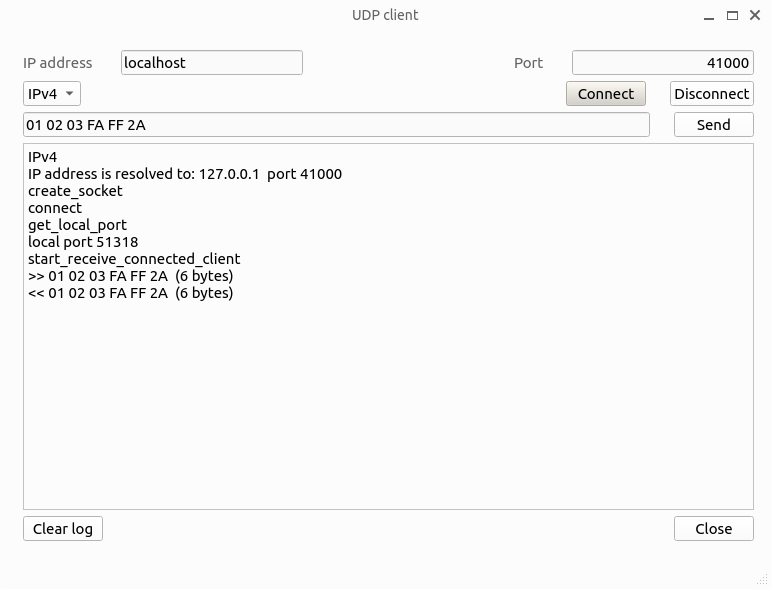 UDP client
IP address localhost Port 41000
IPv4 Connect Disconnect
01 02 03 FA FF 2A Send
IPv4
IP address is resolved to: 127.0.0.1  port 41000
create_socket
connect
get_local_port
local port 51318
start_receive_connected_client
>> 01 02 03 FA FF 2A  (6 bytes)
<< 01 02 03 FA FF 2A  (6 bytes)
Clear log Close